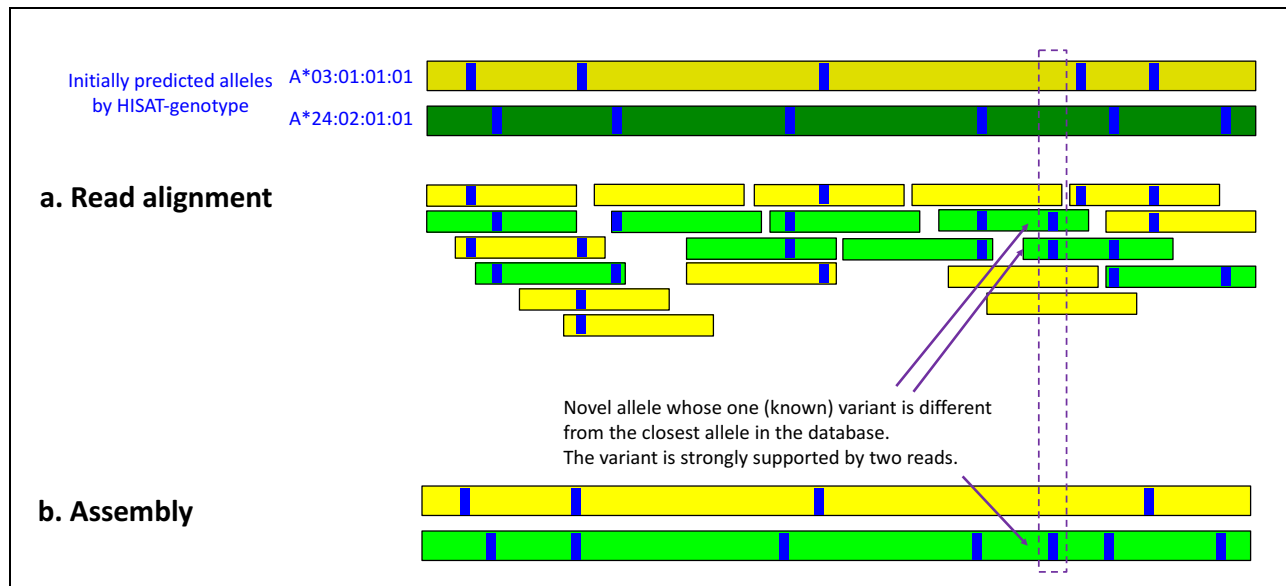 Initially predicted alleles
by HISAT-genotype
A*03:01:01:01
A*24:02:01:01
a. Read alignment
Novel allele whose one (known) variant is different
from the closest allele in the database.
The variant is strongly supported by two reads.
b. Assembly